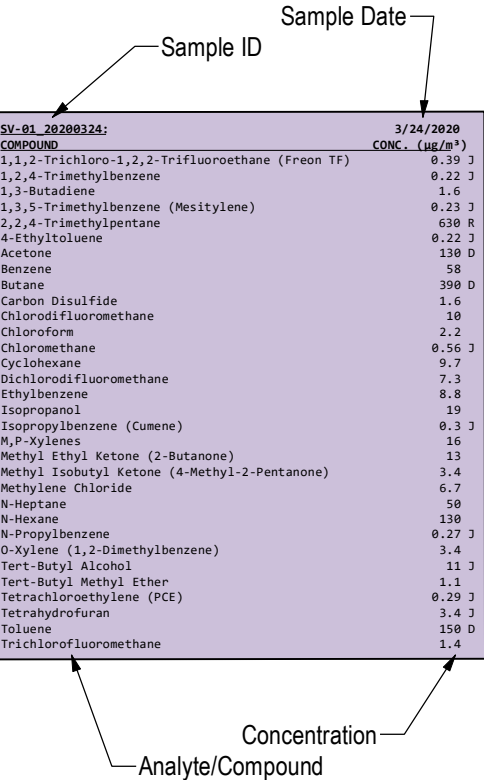 Sample Date
Sample ID
SV-01_20200324: 3/24/2020
COMPOUND CONC. (µg/m³)
1,1,2-Trichloro-1,2,2-Trifluoroethane (Freon TF) 0.39 J
1,2,4-Trimethylbenzene 0.22 J
1,3-Butadiene 1.6
1,3,5-Trimethylbenzene (Mesitylene) 0.23 J
2,2,4-Trimethylpentane 630 R
4-Ethyltoluene 0.22 J
Acetone 130 D
Benzene 58
Butane 390 D
Carbon Disulfide 1.6
Chlorodifluoromethane 10
Chloroform 2.2
Chloromethane 0.56 J
Cyclohexane 9.7
Dichlorodifluoromethane 7.3
Ethylbenzene 8.8
Isopropanol 19
Isopropylbenzene (Cumene) 0.3 J
M,P-Xylenes 16
Methyl Ethyl Ketone (2-Butanone) 13
Methyl Isobutyl Ketone (4-Methyl-2-Pentanone) 3.4
Methylene Chloride 6.7
N-Heptane 50
N-Hexane 130
N-Propylbenzene 0.27 J
O-Xylene (1,2-Dimethylbenzene) 3.4
Tert-Butyl Alcohol 11 J
Tert-Butyl Methyl Ether 1.1
Tetrachloroethylene (PCE) 0.29 J
Tetrahydrofuran 3.4 J
Toluene 150 D
Trichlorofluoromethane 1.4
Concentration
Analyte/Compound